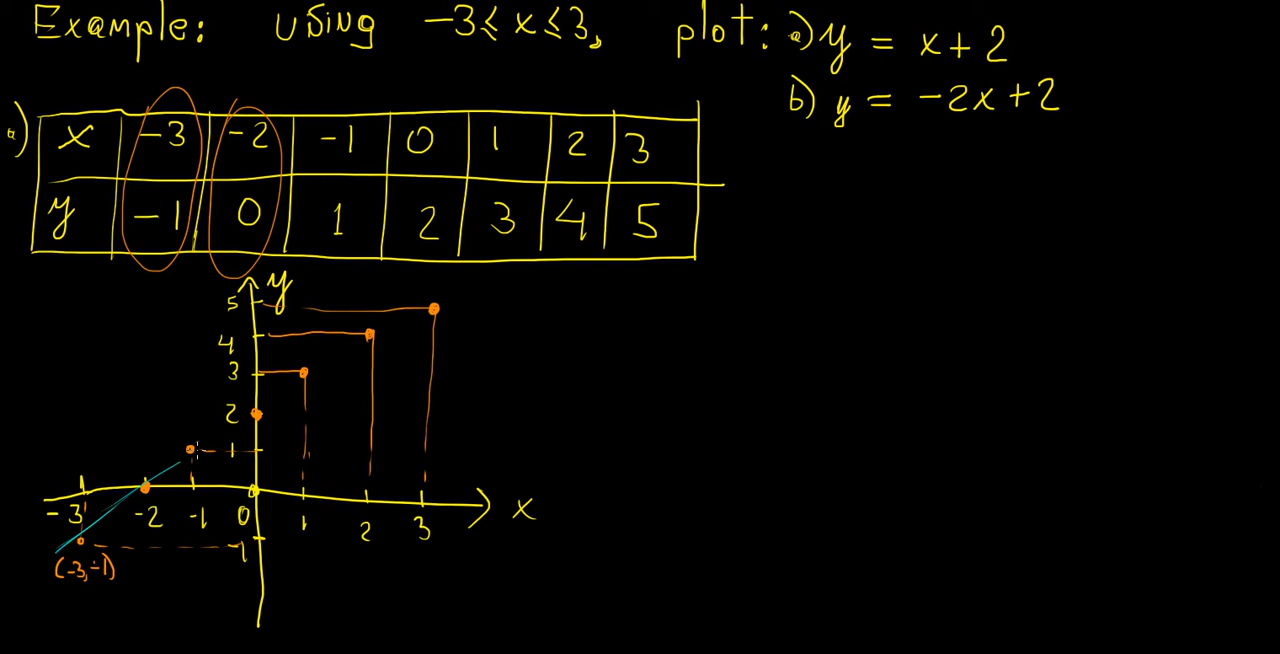 Example: using -3 ≤ x ≤ 3, plot: a) y = x + 2
b) y = -2x + 2
a) x -3 -2 -1 0 1 2 3
y -1 0 1 2 3 4 5
y
5
4
3
2
1
-3 -2 -1 0 1 2 3 x
-1
(-3,-1)